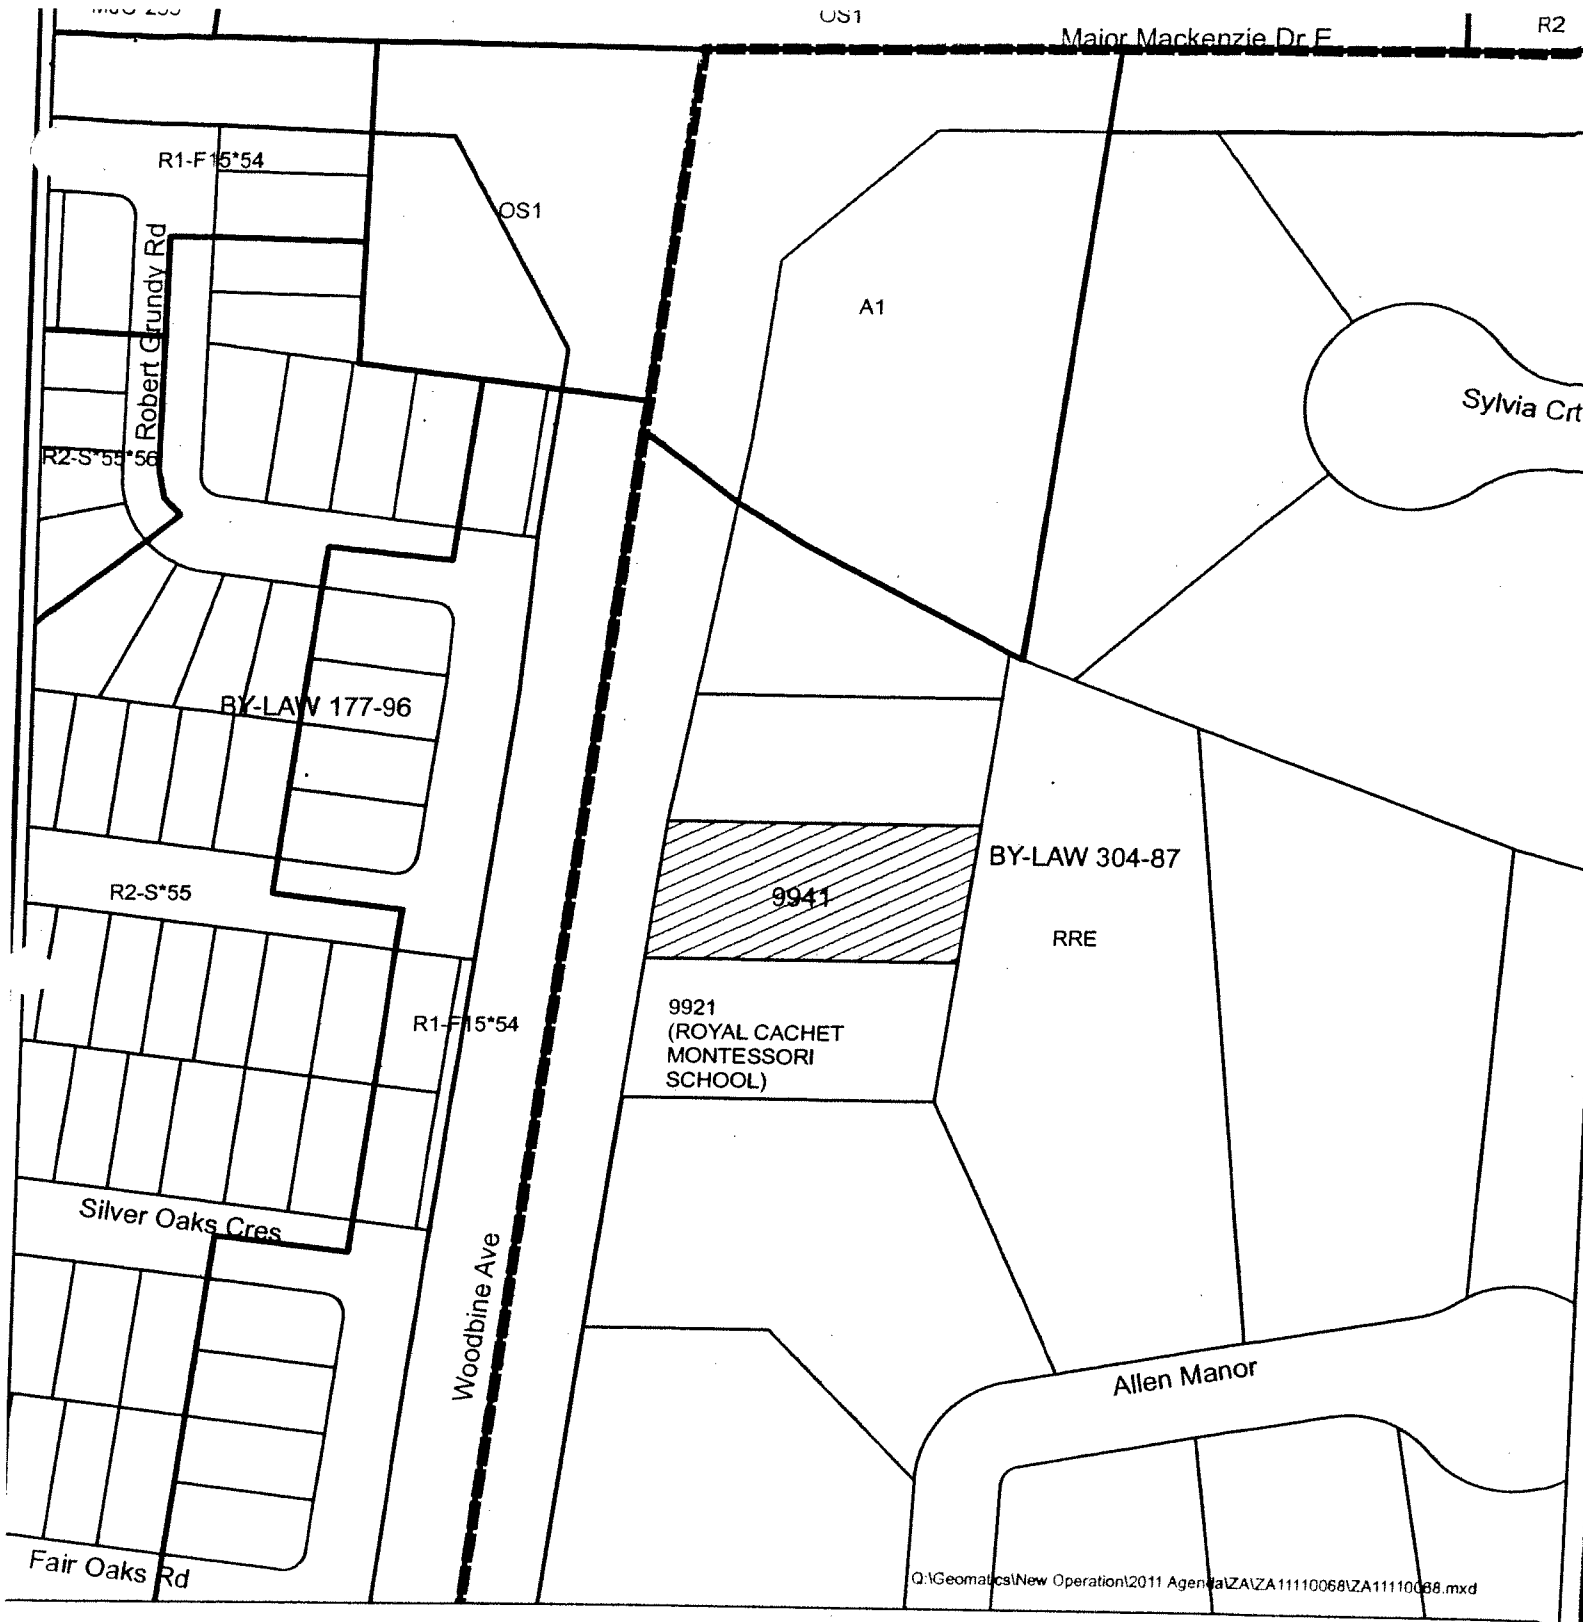 OS1
R2
Major Mackenzie Dr E
R1-F15*54
OS1
Robert Grundy Rd
A1
Sylvia Crt
R2-S*55*56
BY-LAW 177-96
BY-LAW 304-87
R2-S*55
9941
RRE
9921
(ROYAL CACHET
MONTESSORI
SCHOOL)
R1-F15*54
Silver Oaks Cres
Woodbine Ave
Allen Manor
Fair Oaks Rd
Q:\Geomatics\New Operation\2011 Agenda\ZA\ZA11110068\ZA11110068.mxd